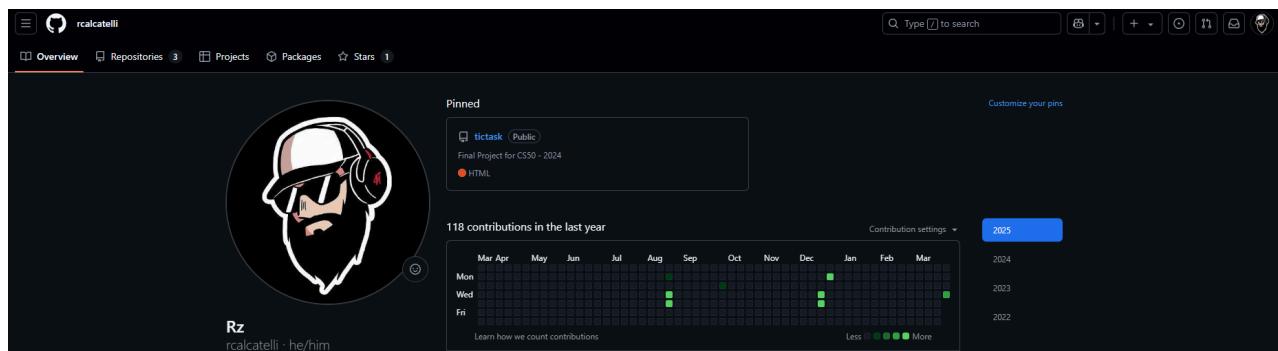 rcalcatelli
Type / to search
Overview
Repositories 3
Projects
Packages
Stars 1
Pinned
Customize your pins
tictask Public
Final Project for CS50 - 2024
HTML
118 contributions in the last year
Contribution settings
2025
2024
2023
2022
Mar Apr May Jun Jul Aug Sep Oct Nov Dec Jan Feb Mar
Mon
Wed
Fri
Learn how we count contributions
Less More
Rz
rcalcatelli · he/him